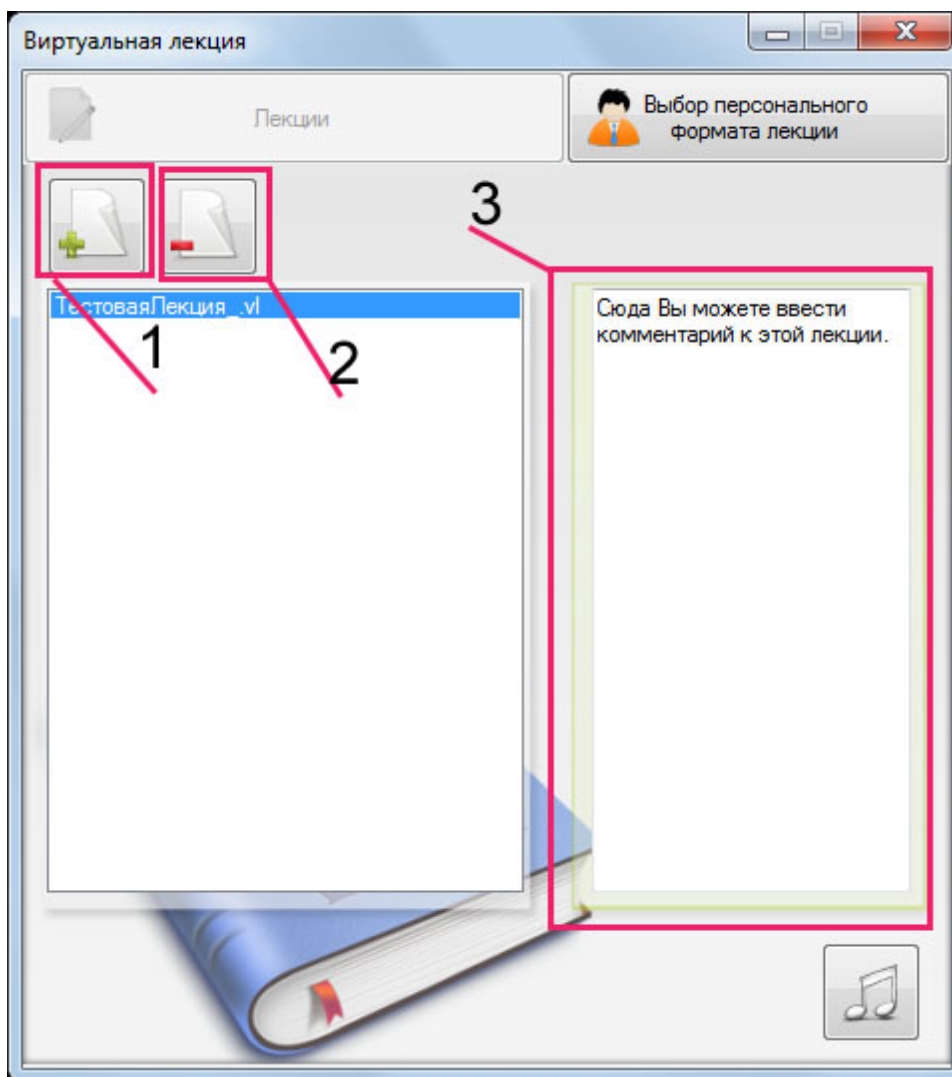 Виртуальная лекция
Лекции
Выбор персонального
формата лекции
3
ТестоваяЛекция_.vl
1
2
Сюда Вы можете ввести
комментарий к этой лекции.